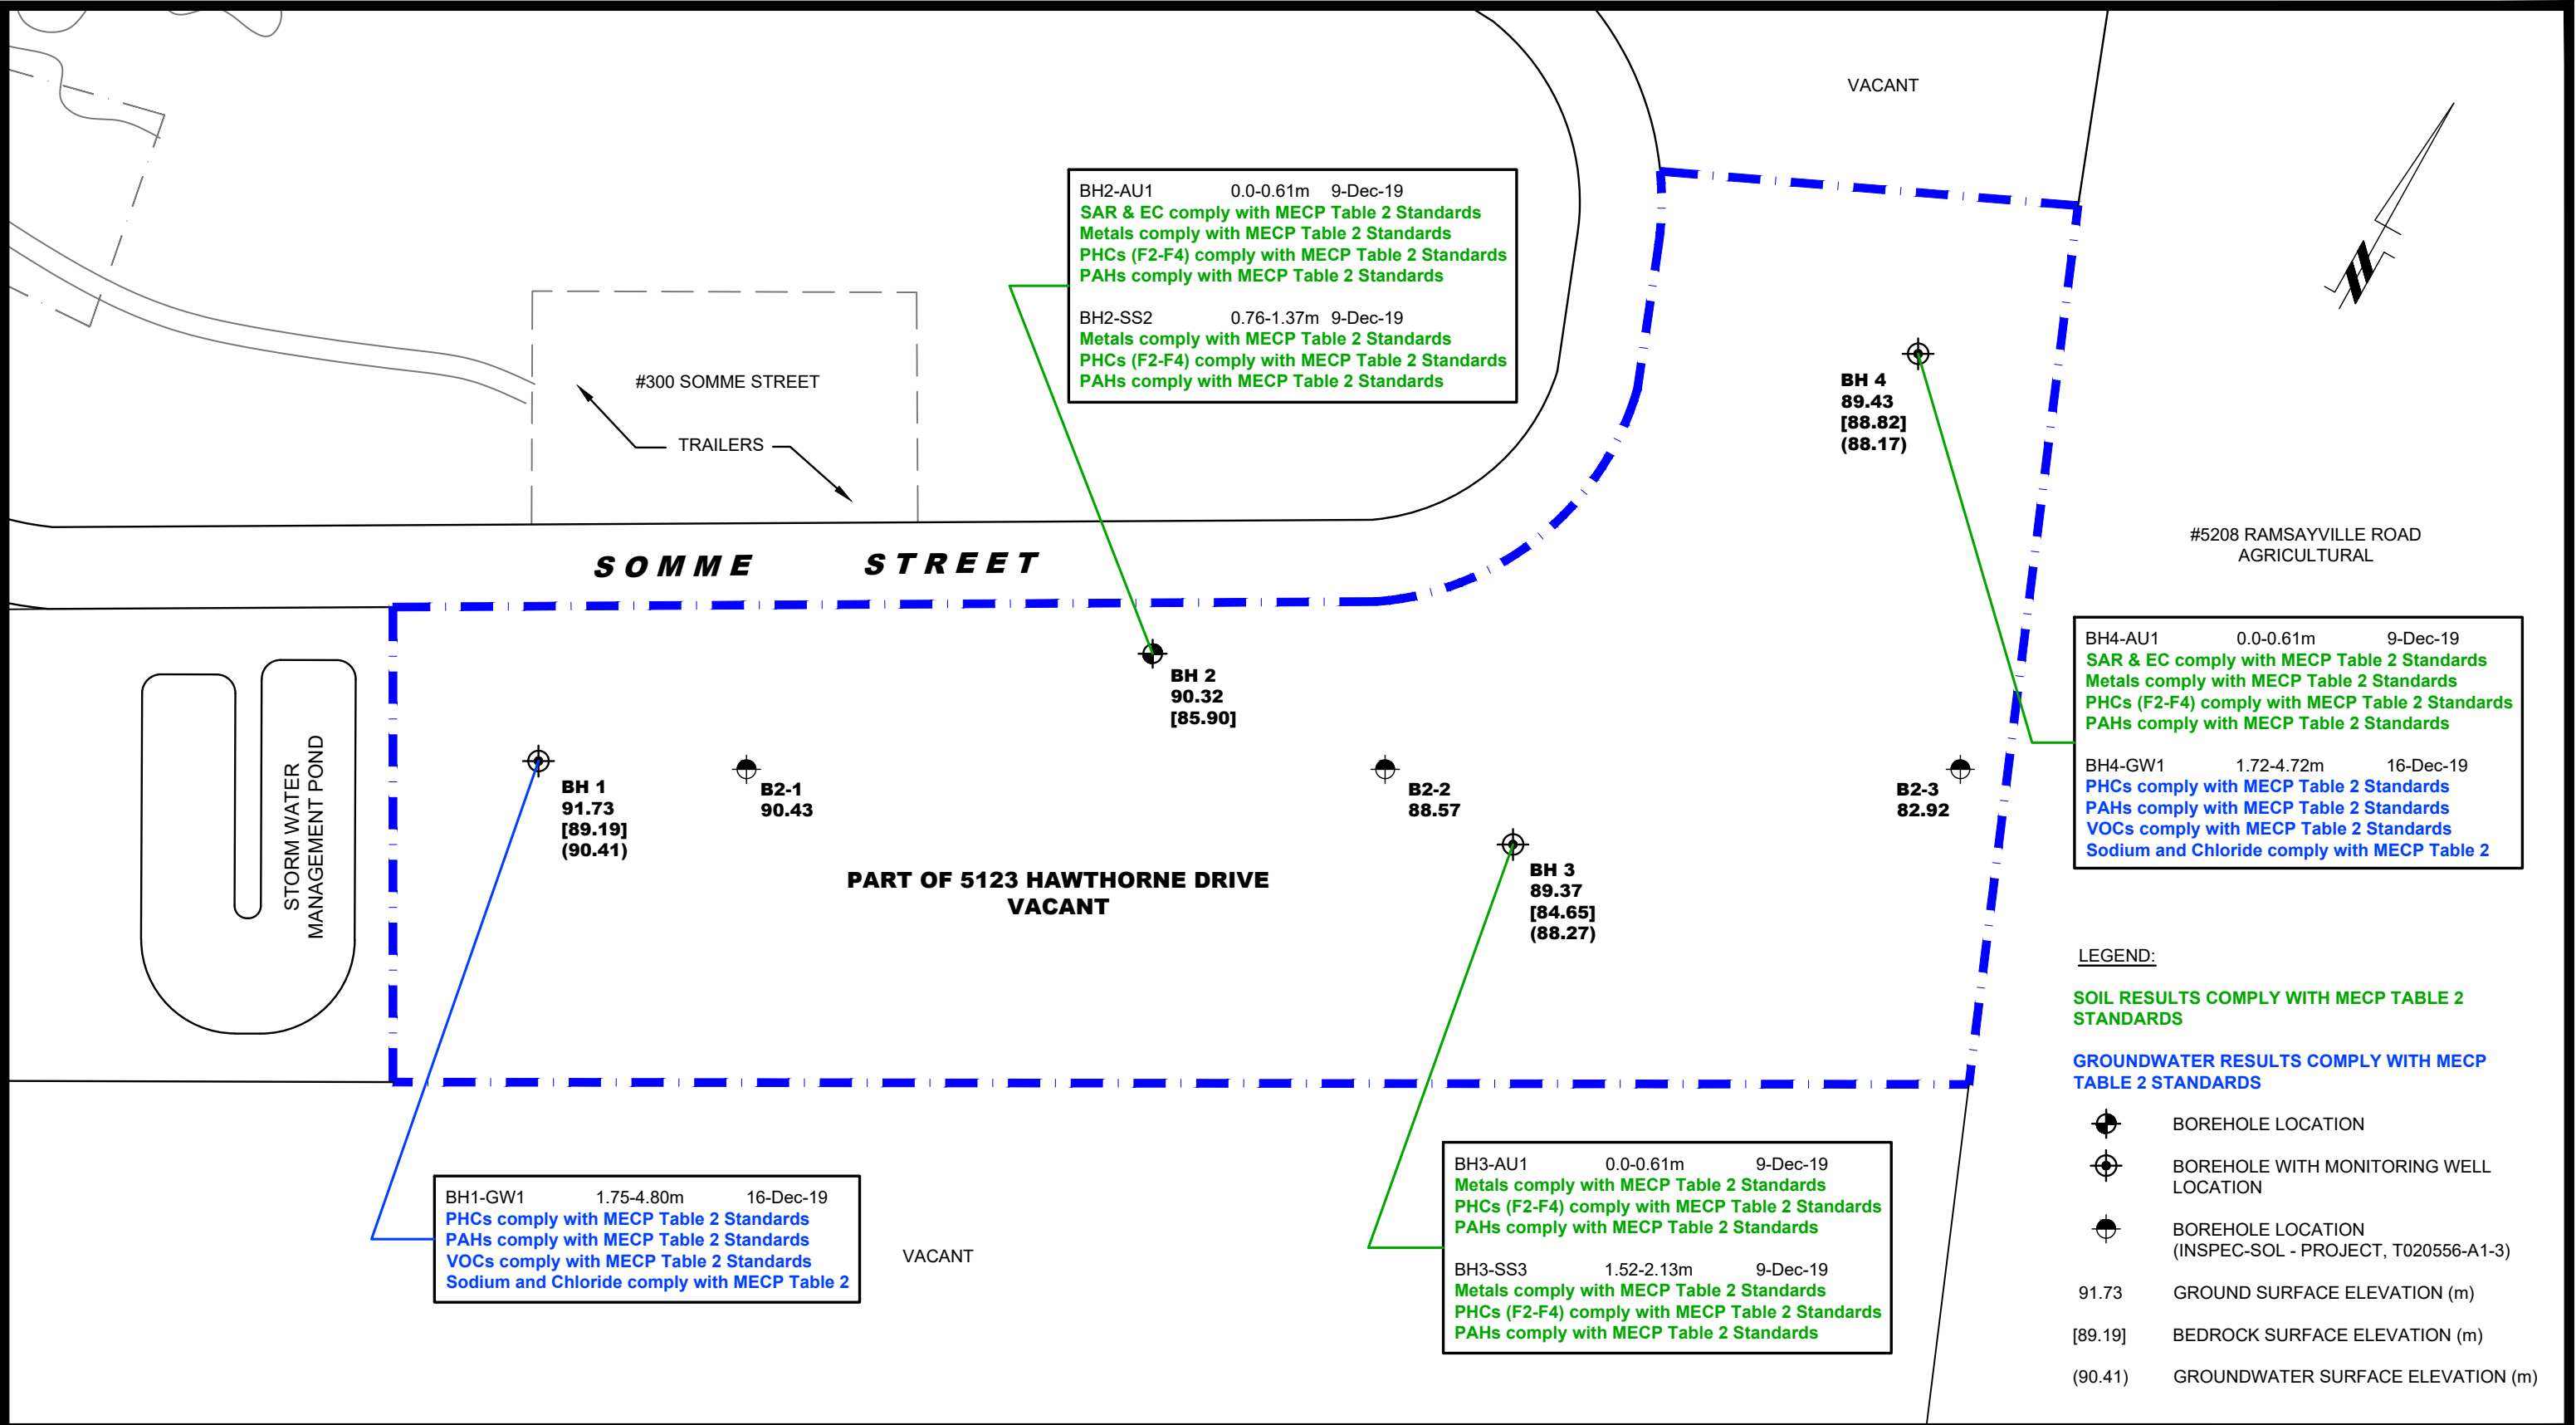 VACANT
BH2-AU1 0.0-0.61m 9-Dec-19
SAR & EC comply with MECP Table 2 Standards
Metals comply with MECP Table 2 Standards
PHCs (F2-F4) comply with MECP Table 2 Standards
PAHs comply with MECP Table 2 Standards
BH2-SS2 0.76-1.37m 9-Dec-19
Metals comply with MECP Table 2 Standards
PHCs (F2-F4) comply with MECP Table 2 Standards
PAHs comply with MECP Table 2 Standards
#300 SOMME STREET
TRAILERS
N
BH 4
89.43
[88.82]
(88.17)
#5208 RAMSAYVILLE ROAD
AGRICULTURAL
SOMME STREET
BH4-AU1 0.0-0.61m 9-Dec-19
SAR & EC comply with MECP Table 2 Standards
Metals comply with MECP Table 2 Standards
PHCs (F2-F4) comply with MECP Table 2 Standards
PAHs comply with MECP Table 2 Standards
BH4-GW1 1.72-4.72m 16-Dec-19
PHCs comply with MECP Table 2 Standards
PAHs comply with MECP Table 2 Standards
VOCs comply with MECP Table 2 Standards
Sodium and Chloride comply with MECP Table 2
STORM WATER
MANAGEMENT POND
BH 2
90.32
[85.90]
BH 1
91.73
[89.19]
(90.41)
B2-1
90.43
B2-2
88.57
B2-3
82.92
BH 3
89.37
[84.65]
(88.27)
PART OF 5123 HAWTHORNE DRIVE
VACANT
BH1-GW1 1.75-4.80m 16-Dec-19
PHCs comply with MECP Table 2 Standards
PAHs comply with MECP Table 2 Standards
VOCs comply with MECP Table 2 Standards
Sodium and Chloride comply with MECP Table 2
VACANT
BH3-AU1 0.0-0.61m 9-Dec-19
Metals comply with MECP Table 2 Standards
PHCs (F2-F4) comply with MECP Table 2 Standards
PAHs comply with MECP Table 2 Standards
BH3-SS3 1.52-2.13m 9-Dec-19
Metals comply with MECP Table 2 Standards
PHCs (F2-F4) comply with MECP Table 2 Standards
PAHs comply with MECP Table 2 Standards
LEGEND:
SOIL RESULTS COMPLY WITH MECP TABLE 2
STANDARDS
GROUNDWATER RESULTS COMPLY WITH MECP
TABLE 2 STANDARDS
BOREHOLE LOCATION
BOREHOLE WITH MONITORING WELL
LOCATION
BOREHOLE LOCATION
(INSPEC-SOL - PROJECT, T020556-A1-3)
91.73 GROUND SURFACE ELEVATION (m)
[89.19] BEDROCK SURFACE ELEVATION (m)
(90.41) GROUNDWATER SURFACE ELEVATION (m)